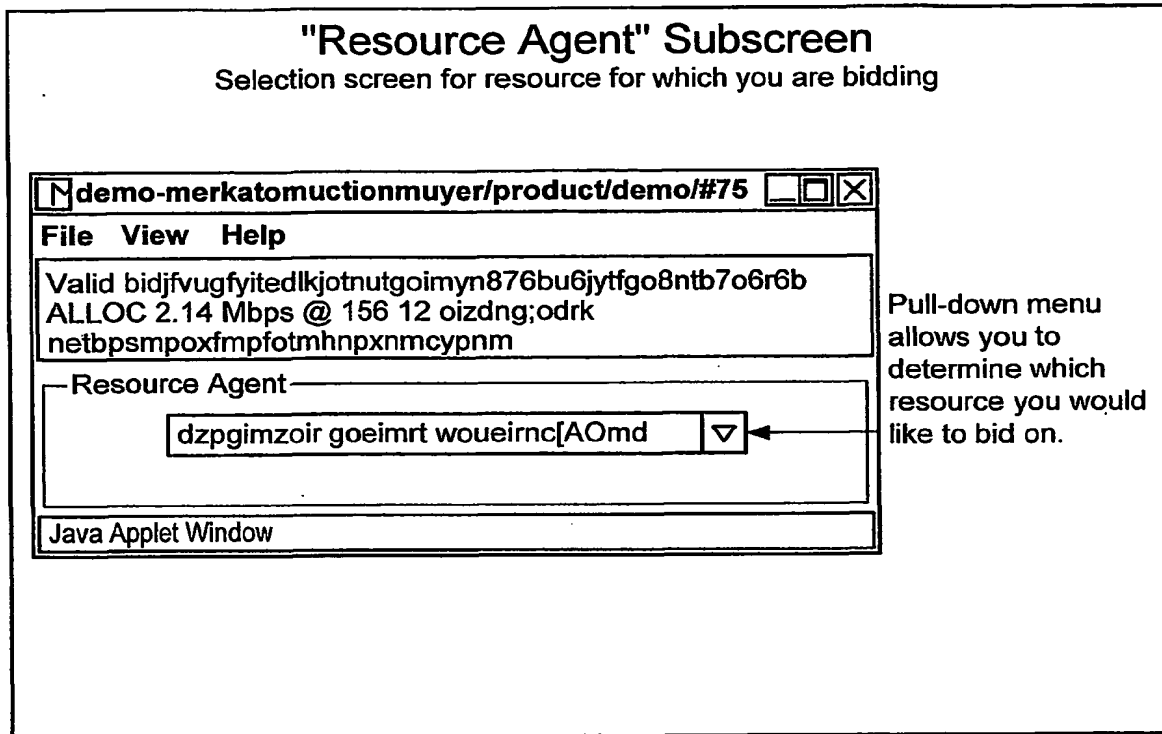 "Resource Agent" Subscreen
Selection screen for resource for which you are bidding
demo-merkatomuctionmuyer/product/demo/#75
File View Help
Valid bidjfvugfyitedlkjotnutgoimyn876bu6jytfgo8ntb7o6r6b
ALLOC 2.14 Mbps @ 156 12 oizdng;odrk
netbpsmpoxfmpfotmhnpxnmcypnm
Resource Agent
dzpgimzoir goeimrt woueirnc[AOmd
Java Applet Window
Pull-down menu
allows you to
determine which
resource you would
like to bid on.